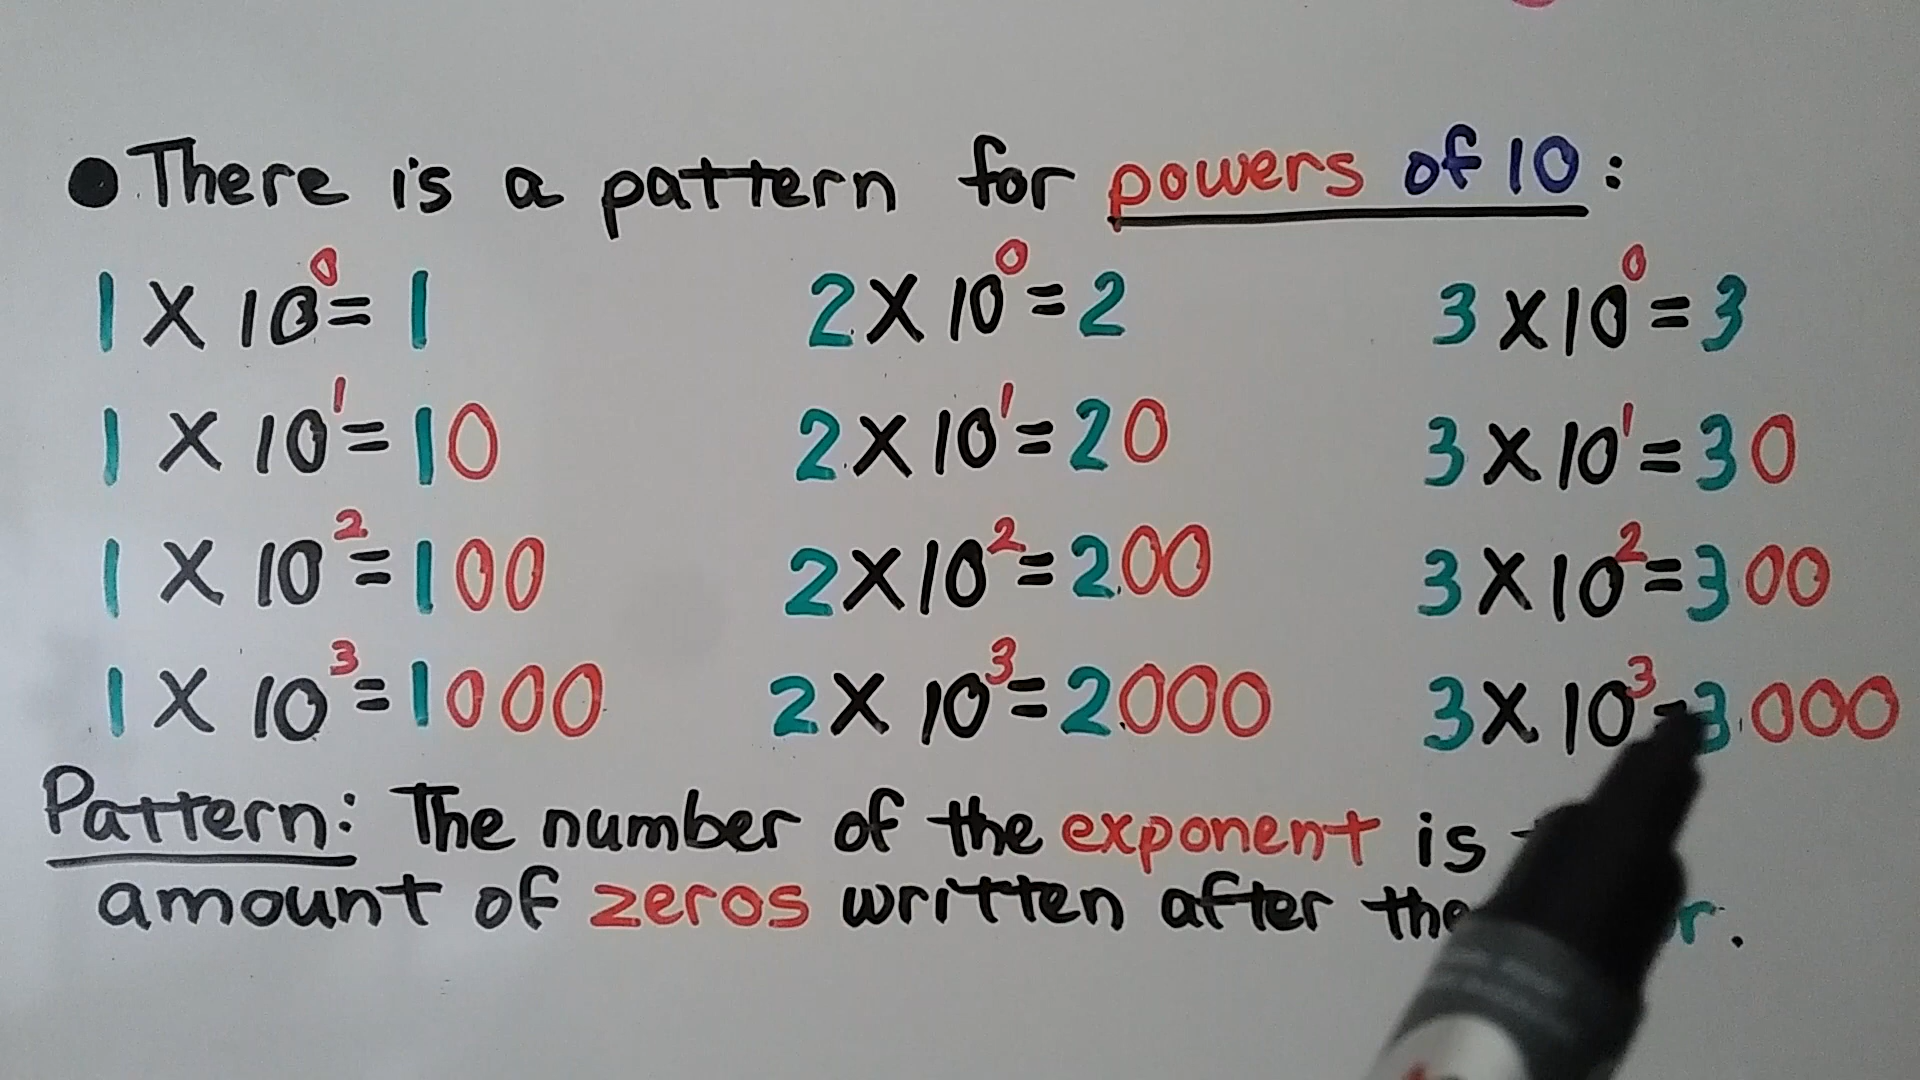 ● There is a pattern for powers of 10:
1 X 10⁰ = 1 2 X 10⁰ = 2 3 X 10⁰ = 3
1 X 10¹ = 10 2 X 10¹ = 20 3 X 10¹ = 30
1 X 10² = 100 2 X 10² = 200 3 X 10² = 300
1 X 10³ = 1000 2 X 10³ = 2000 3 X 10³ = 3000
Pattern: The number of the exponent is
amount of zeros written after the